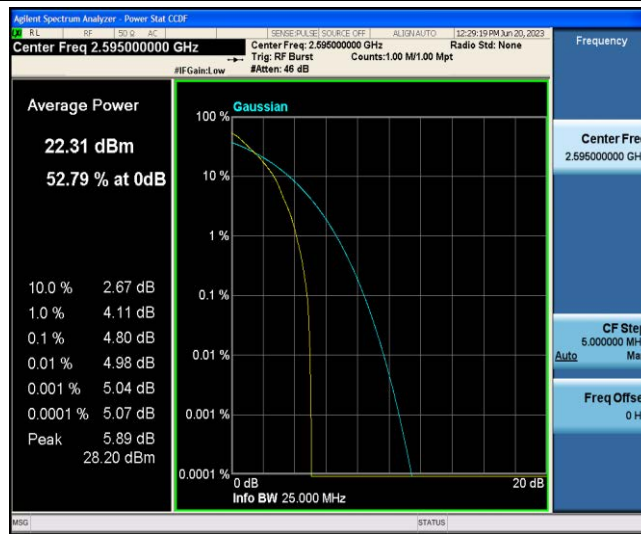 Agilent Spectrum Analyzer - Power Stat CCDF
RL RF 50 Ω AC SENSE:PULSE SOURCE OFF ALIGNAUTO 12:29:19 PM Jun 20, 2023
Center Freq 2.595000000 GHz
Center Freq: 2.595000000 GHz Radio Std: None
Trig: RF Burst Counts:1.00 M/1.00 Mpt
#IFGain:Low #Atten: 46 dB
Frequency
Average Power
22.31 dBm
52.79 % at 0dB
10.0 % 2.67 dB
1.0 % 4.11 dB
0.1 % 4.80 dB
0.01 % 4.98 dB
0.001 % 5.04 dB
0.0001 % 5.07 dB
Peak 5.89 dB
28.20 dBm
Gaussian
100 %
10 %
1 %
0.1 %
0.01 %
0.001 %
0.0001 %
0 dB 20 dB
Info BW 25.000 MHz
Center Fre
2.595000000 GH
CF Step
5.000000 MH
Auto Ma
Freq Offse
0 H
MSG STATUS